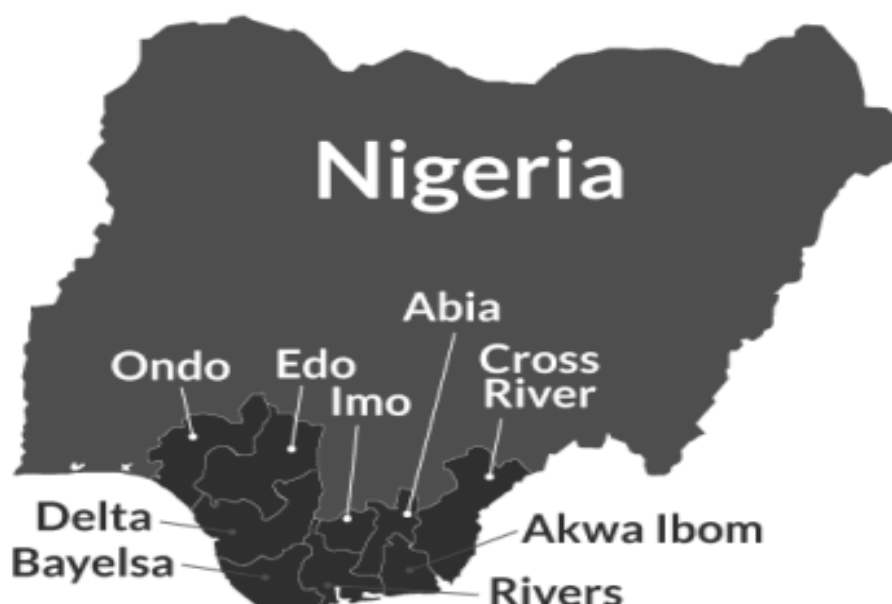 Nigeria
Abia
Ondo
Edo
Imo
Cross
River
Delta
Bayelsa
Akwa Ibom
Rivers